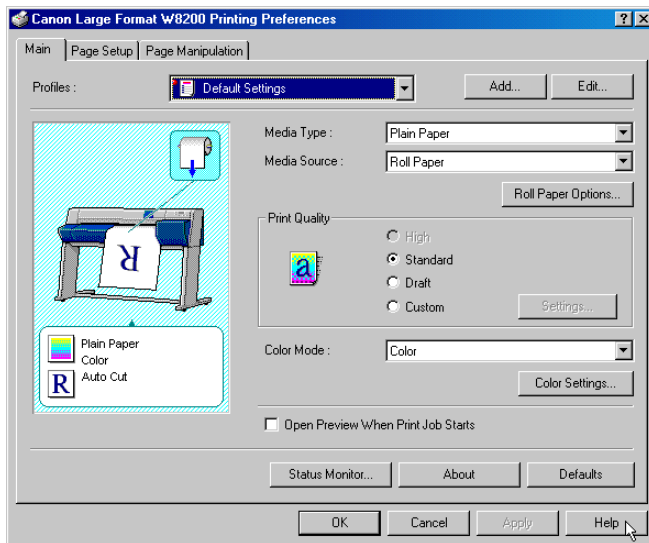 Canon Large Format W8200 Printing Preferences
Main Page Setup Page Manipulation
Profiles : Default Settings Add... Edit...
Media Type : Plain Paper
Media Source : Roll Paper
Roll Paper Options...
Print Quality
High
Standard
Draft
Custom Settings...
R
a
Plain Paper
Color
R Auto Cut
Color Mode : Color
Color Settings...
Open Preview When Print Job Starts
Status Monitor... About Defaults
OK Cancel Apply Help